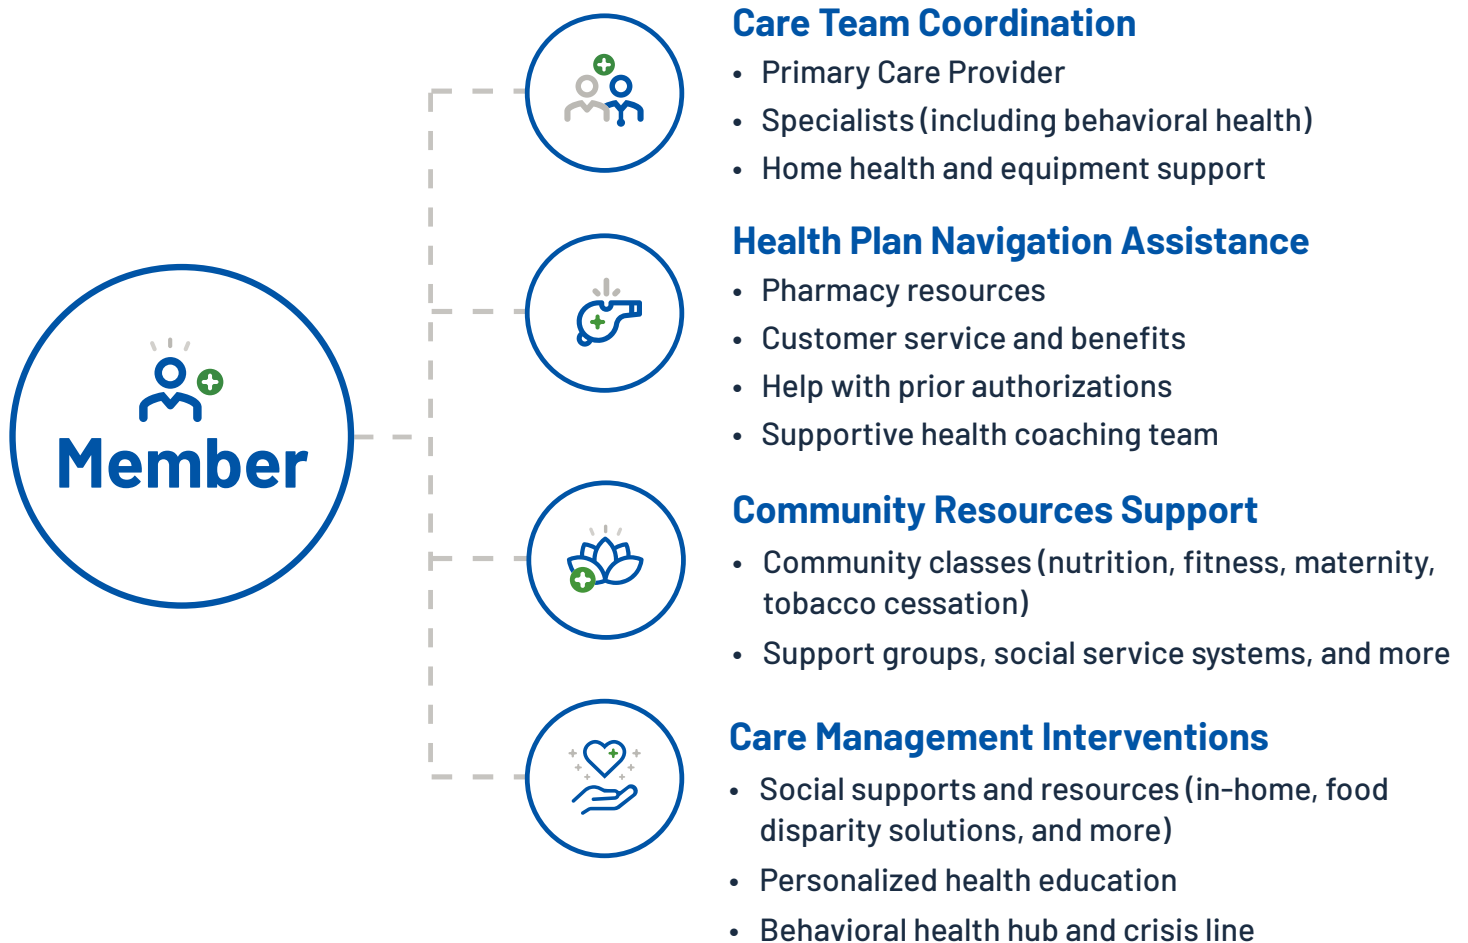 Member
Care Team Coordination
• Primary Care Provider
• Specialists (including behavioral health)
• Home health and equipment support
Health Plan Navigation Assistance
• Pharmacy resources
• Customer service and benefits
• Help with prior authorizations
• Supportive health coaching team
Community Resources Support
• Community classes (nutrition, fitness, maternity,
tobacco cessation)
• Support groups, social service systems, and more
Care Management Interventions
• Social supports and resources (in-home, food
disparity solutions, and more)
• Personalized health education
• Behavioral health hub and crisis line